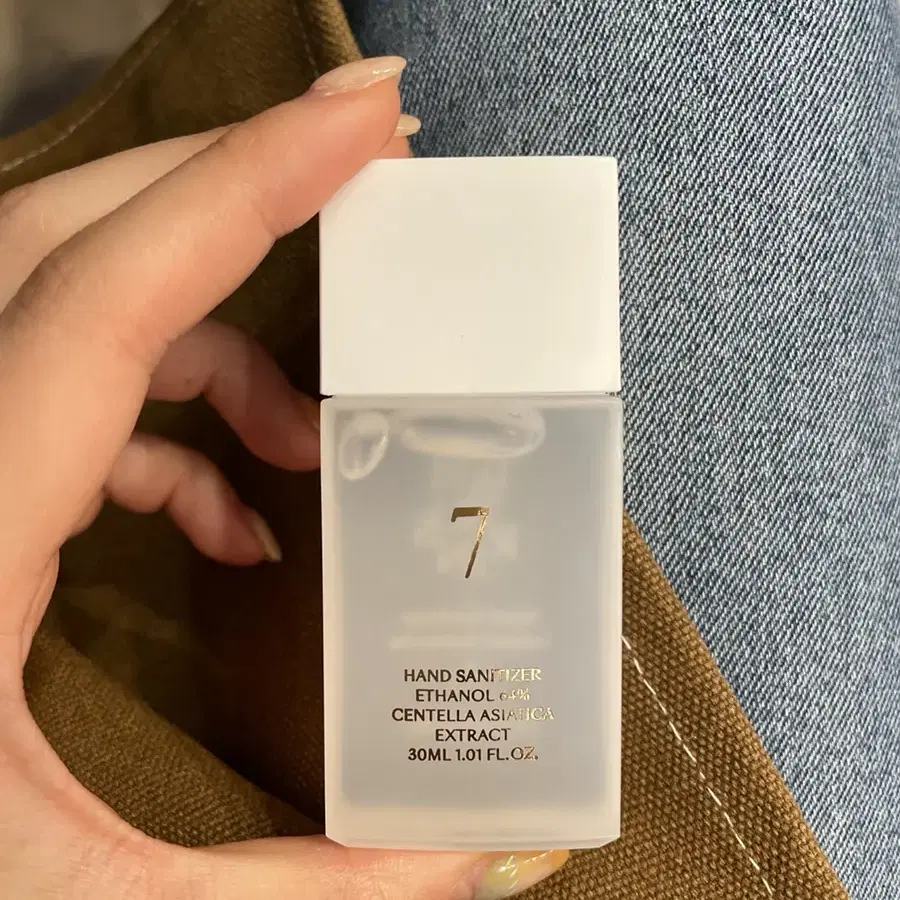 7
HAND SANITIZER
ETHANOL 64%
CENTELLA ASIATICA
EXTRACT
30ML 1.01 FL.OZ.